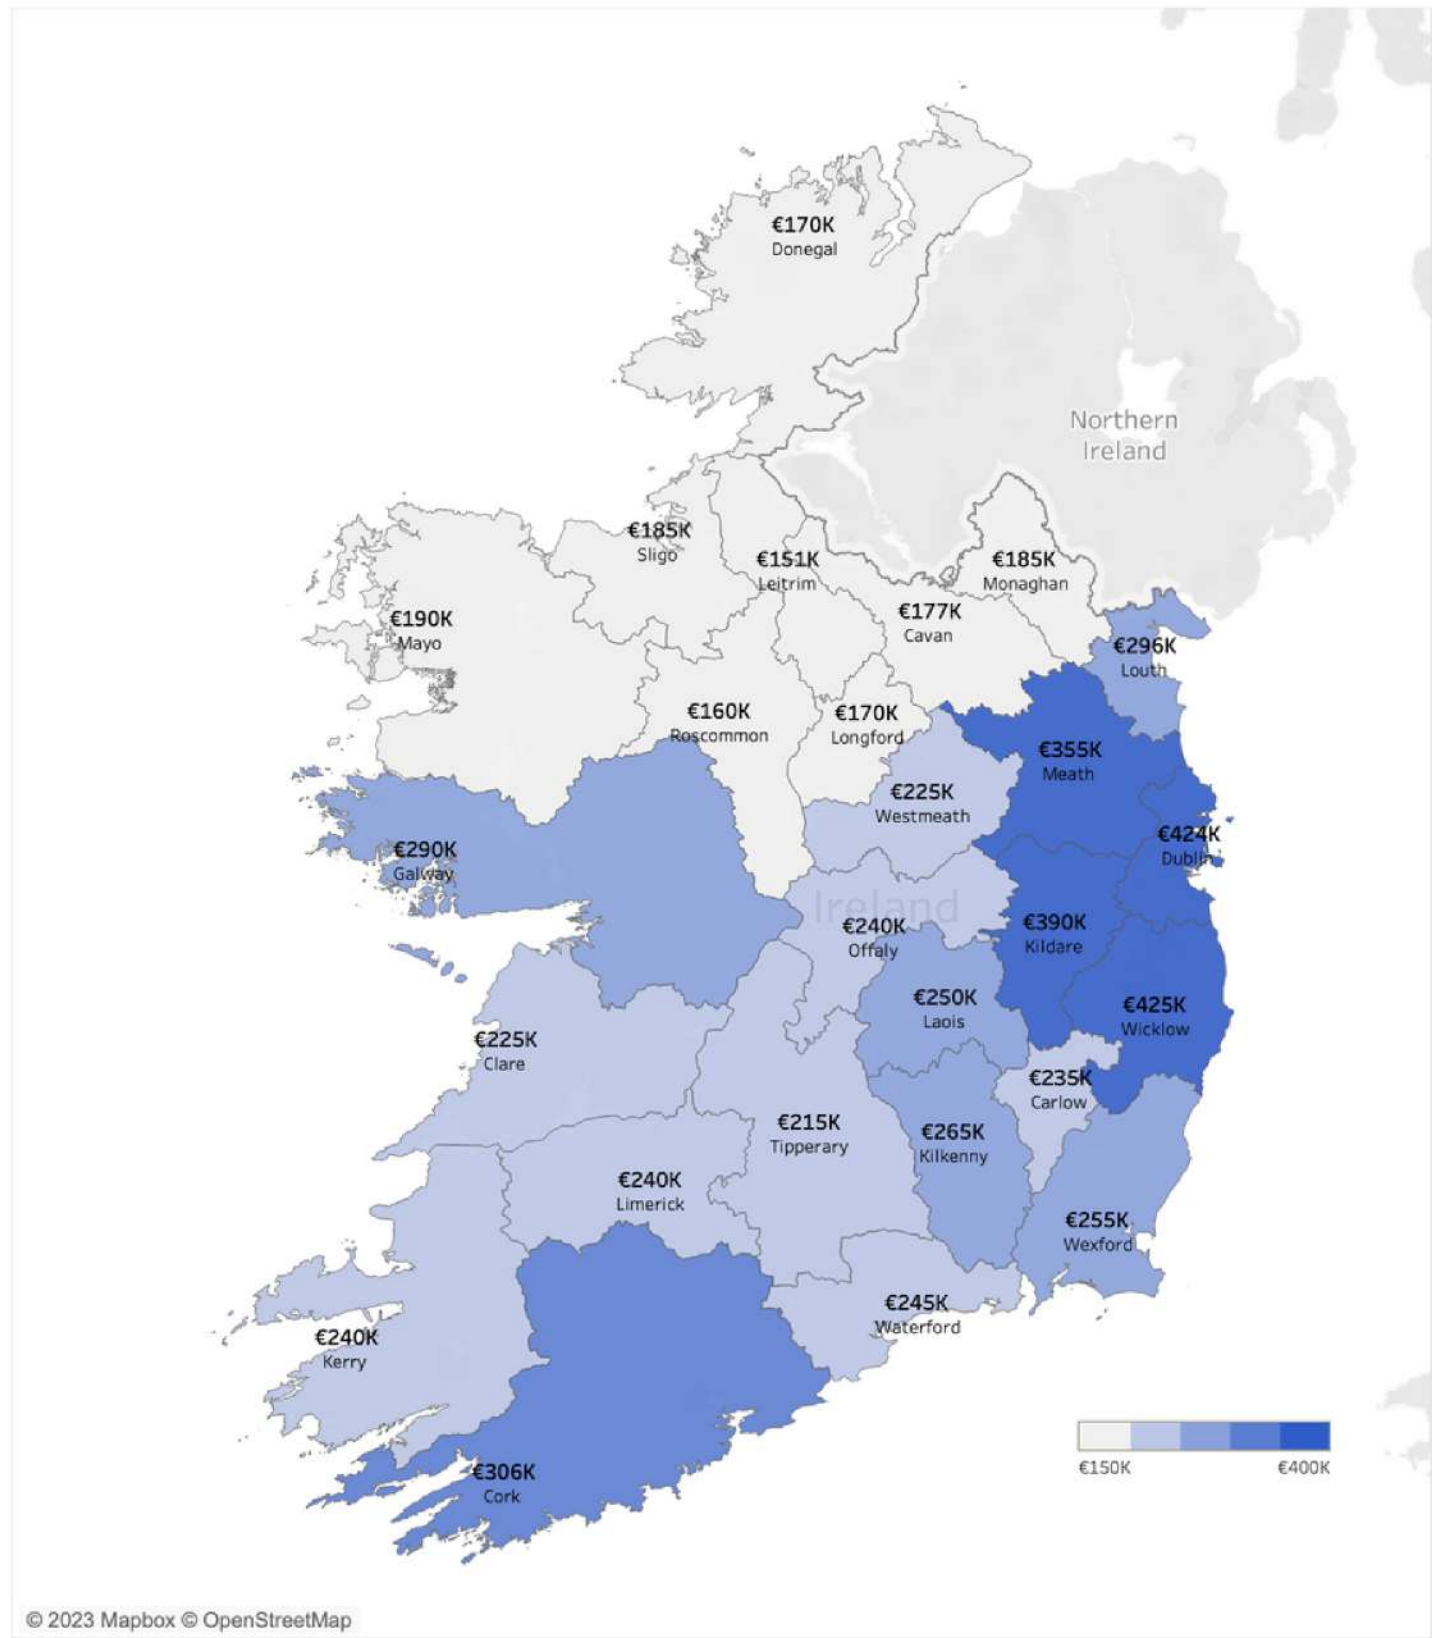 €170K
Donegal
Northern
Ireland
€185K
Sligo
€151K
Leitrim
€185K
Monaghan
€190K
Mayo
€177K
Cavan
€296K
Louth
€160K
Roscommon
€170K
Longford
€355K
Meath
€225K
Westmeath
€424K
Dublin
€290K
Galway
Ireland
€240K
Offaly
€390K
Kildare
€250K
Laois
€425K
Wicklow
€225K
Clare
€235K
Carlow
€215K
Tipperary
€265K
Kilkenny
€240K
Limerick
€255K
Wexford
€245K
Waterford
€240K
Kerry
€306K
Cork
€150K
€400K
© 2023 Mapbox © OpenStreetMap